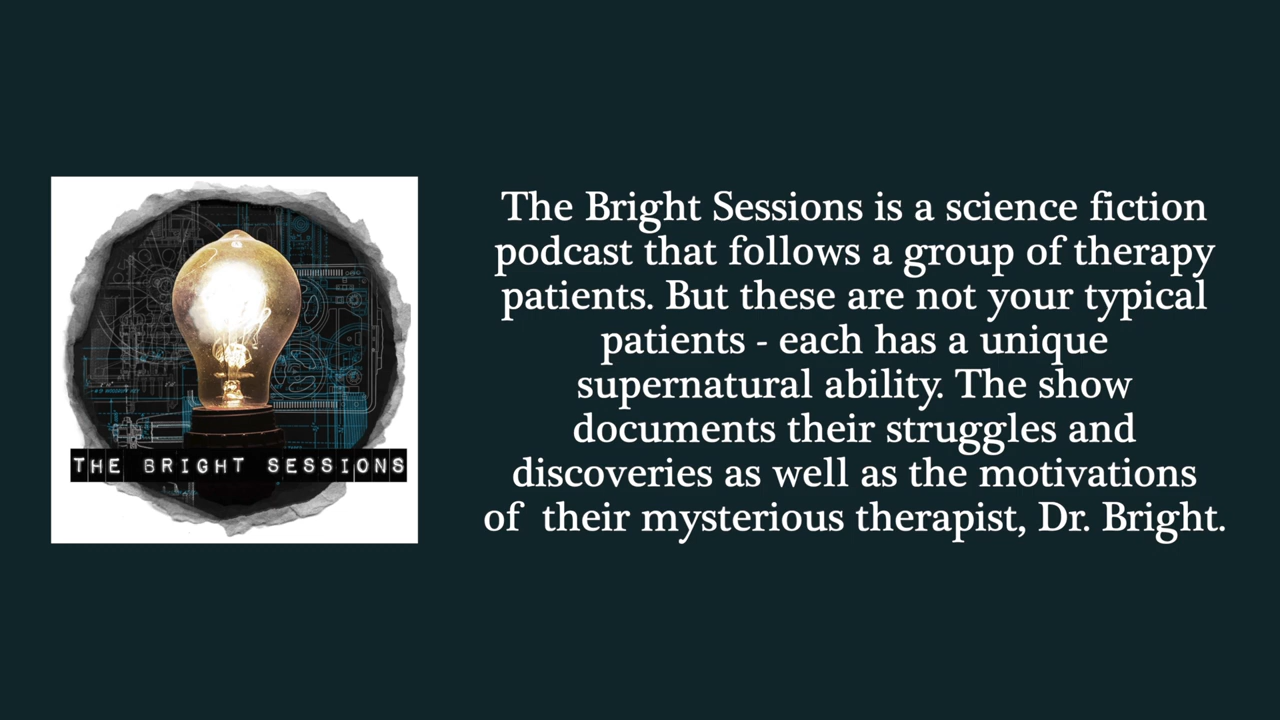 THE BRIGHT SESSIONS
The Bright Sessions is a science fiction
podcast that follows a group of therapy
patients. But these are not your typical
patients - each has a unique
supernatural ability. The show
documents their struggles and
discoveries as well as the motivations
of  their mysterious therapist, Dr. Bright.